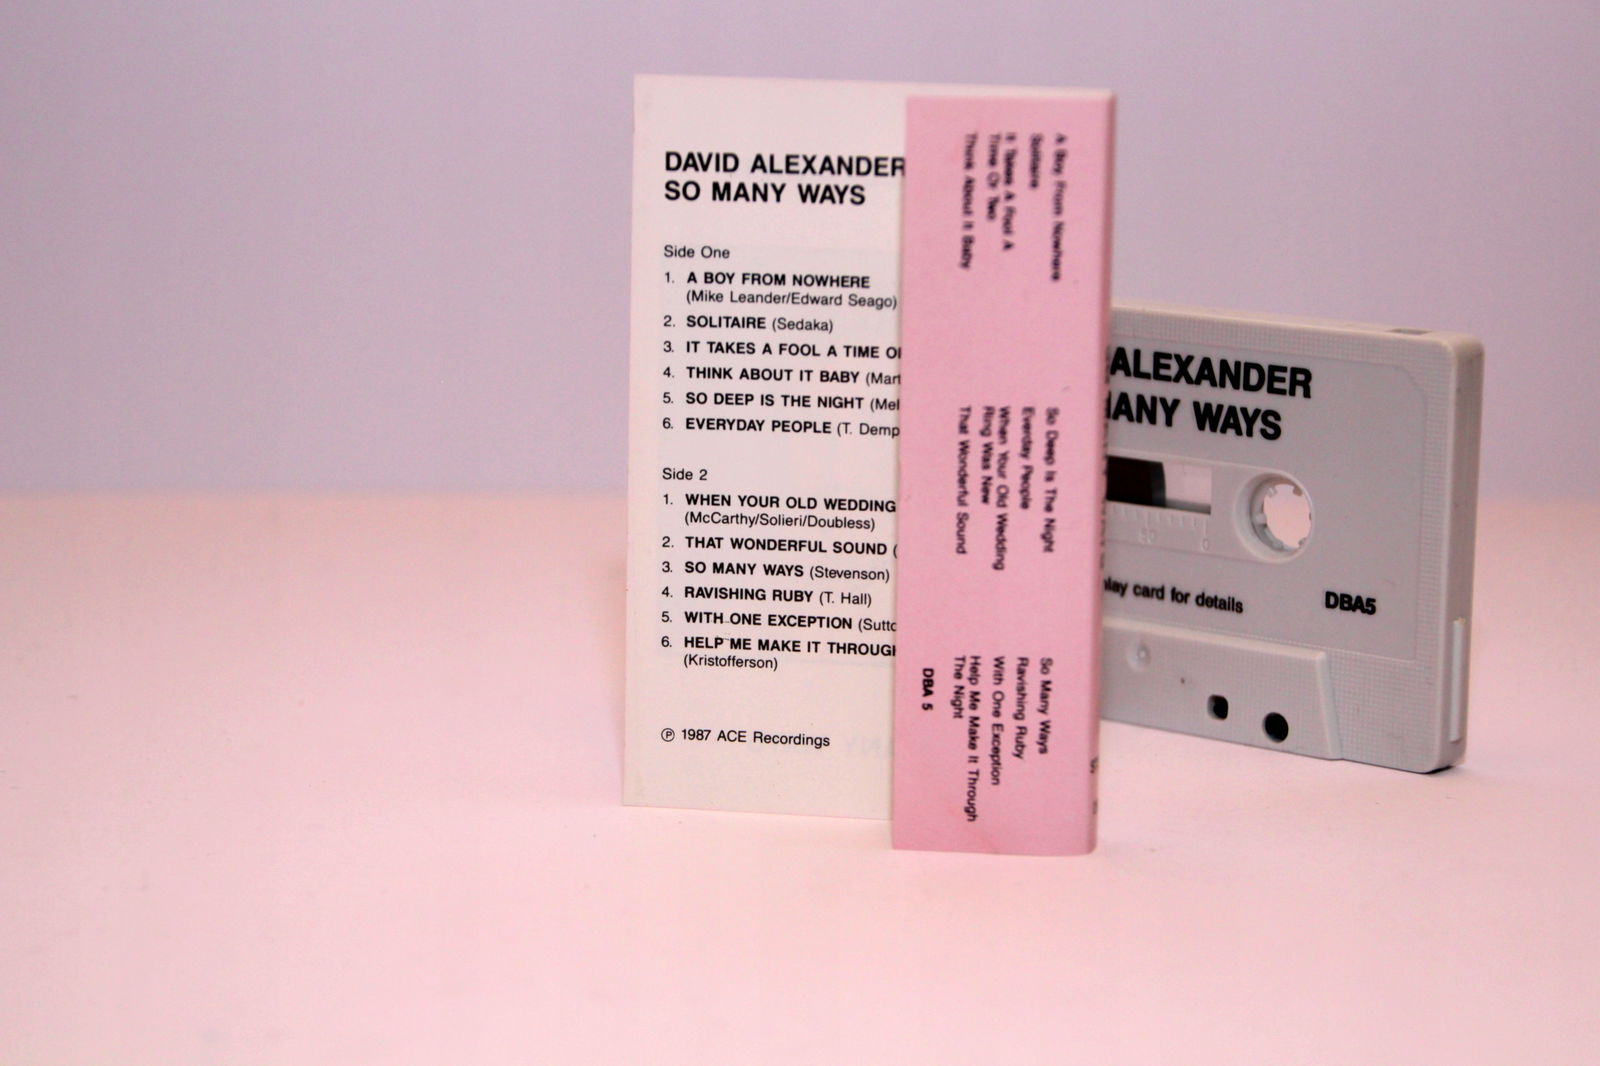 DAVID ALEXANDER
SO MANY WAYS
Side One
1. A BOY FROM NOWHERE
(Mike Leander/Edward Seago)
2. SOLITAIRE (Sedaka)
3. IT TAKES A FOOL A TIME
4. THINK ABOUT IT BABY
5. SO DEEP IS THE NIGHT
6. EVERYDAY PEOPLE (T.
Side 2
1. WHEN YOUR OLD WEDDING
(McCarthy/Solieri/Doubless)
2. THAT WONDERFUL SOUND (
3. SO MANY WAYS (Stevenson)
4. RAVISHING RUBY (T. Hall)
5. WITH ONE EXCEPTION
6. HELP ME MAKE IT
(Kristofferson)
℗ 1987 ACE Recordings
A Boy From Nowhere
Solitaire
It Takes A Fool A
Time Or Two
Think About It Baby
So Deep Is The Night
Everday People
When Your Old Wedding
Ring Was New
That Wonderful Sound
So Many Ways
Ravishing Ruby
With One Exception
Help Me Make It Through
The Night
DBA 5
ALEXANDER
WAYS
card for details
DBA5
0